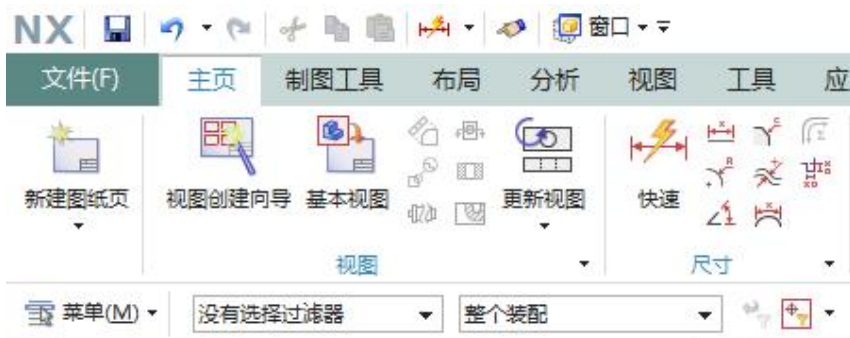 NX 窗口
文件(F) 主页 制图工具 布局 分析 视图 工具 应
新建图纸页 视图创建向导 基本视图 更新视图 快速
视图 尺寸
菜单(M) 没有选择过滤器 整个装配